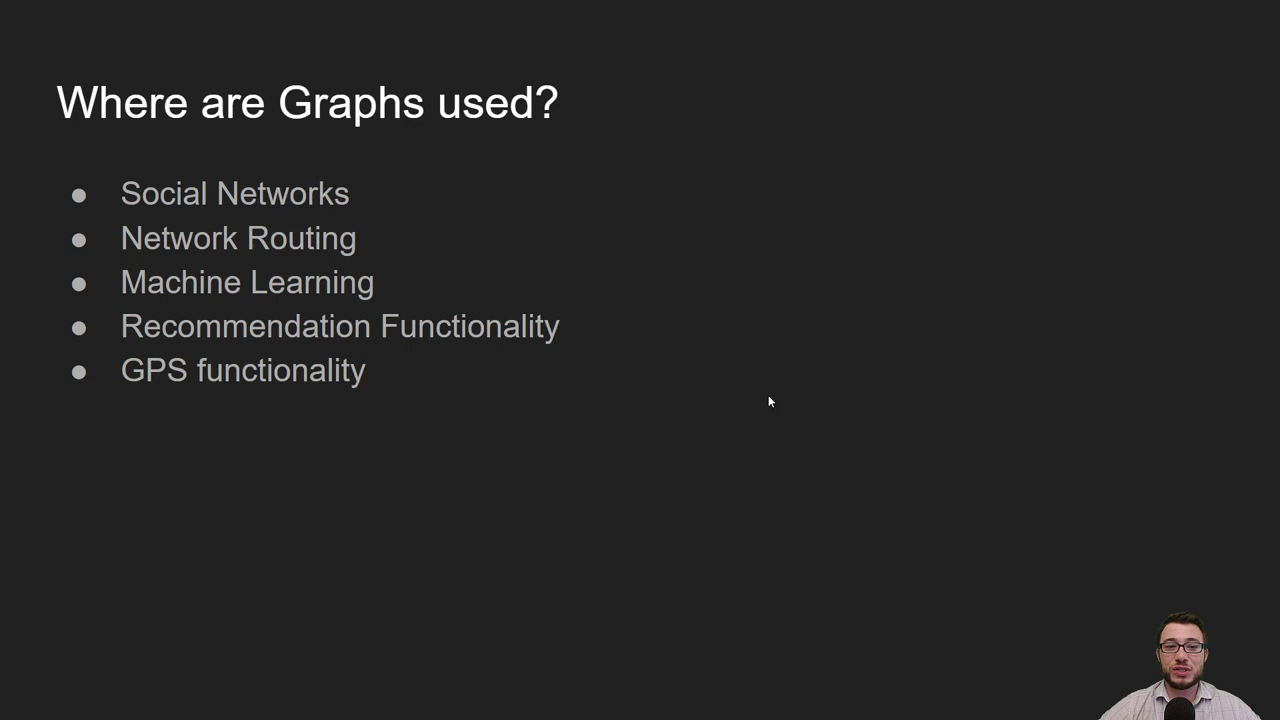 Where are Graphs used?
● Social Networks
● Network Routing
● Machine Learning
● Recommendation Functionality
● GPS functionality